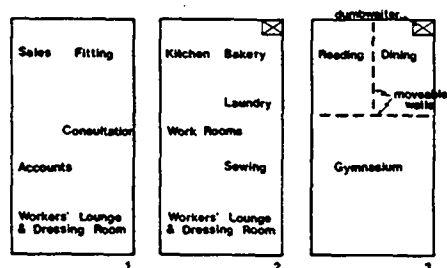 dumbwaiter
Sales Fitting
Consultation
Accounts
Workers' Lounge
& Dressing Room
1
Kitchen Bakery
Laundry
Work Rooms
Sewing
Workers' Lounge
& Dressing Room
2
Reading Dining
moveable
walls
Gymnasium
3